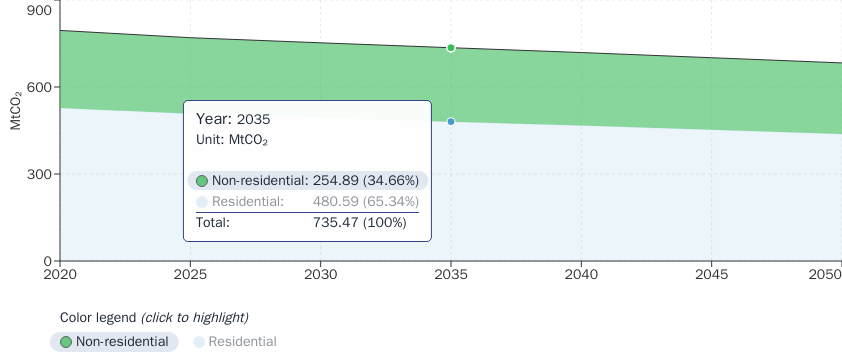 900
600
300
0
MtCO₂
Year: 2035
Unit: MtCO₂
Non-residential: 254.89 (34.66%)
Residential: 480.59 (65.34%)
Total: 735.47 (100%)
2020 2025 2030 2035 2040 2045 2050
Color legend (click to highlight)
Non-residential Residential